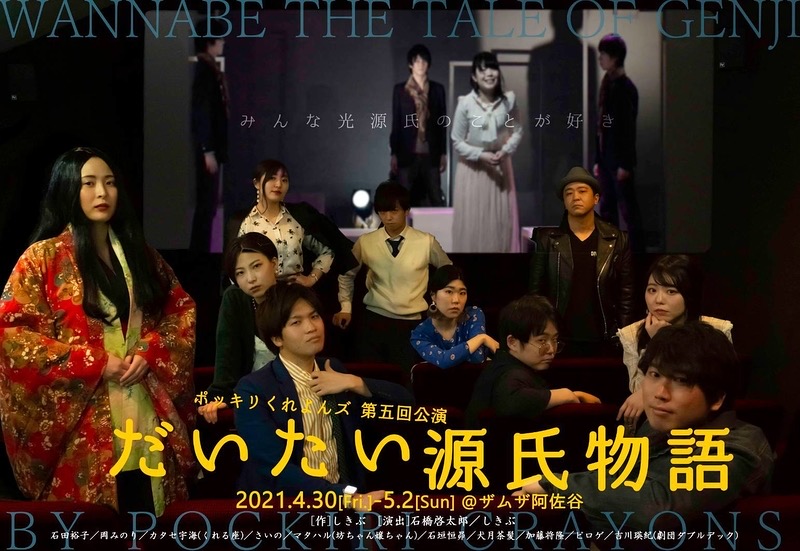 WANNABE THE TALE OF GENJI
みんな光源氏のことが好き
ポッキリくれよんズ 第五回公演
だいたい源氏物語
2021.4.30[Fri.]-5.2[Sun] @ザムザ阿佐谷
[作]しきぶ [演出]石橋啓太郎/しきぶ
石田裕子/岡みのり/カタセ宇海(くれる座)/さいの/マタハル(坊ちゃん嬢ちゃん)/石垣恒昴/犬月茶髪/加藤将隆/ピロゲ/吉川瑛紀(劇団ダブルデック)
BY POCKIRI CRAYONS